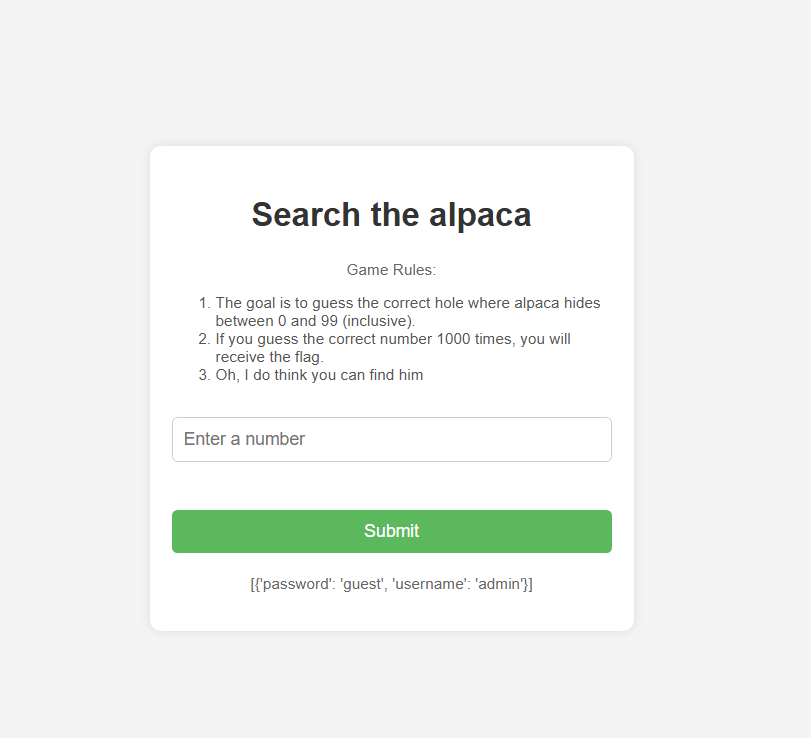 Search the alpaca
Game Rules:
1. The goal is to guess the correct hole where alpaca hides
between 0 and 99 (inclusive).
2. If you guess the correct number 1000 times, you will
receive the flag.
3. Oh, I do think you can find him
Enter a number
Submit
[{'password': 'guest', 'username': 'admin'}]